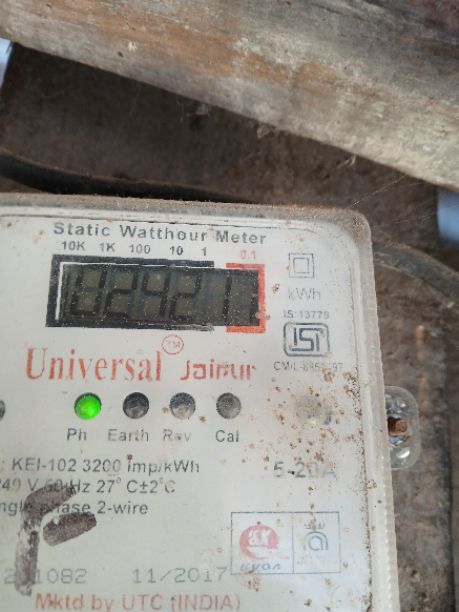 Static Watthour Meter
10K 1K 100 10 1 0.1
kWh
IS:13779
ISI
Universal TM Jaipur
Ph Earth Rev Cal
KEI-102 3200 imp/kWh
5-20A
240 V 50 Hz 27°C±2°C
phase 2-wire
11/2017
Mktd by UTC (INDIA)